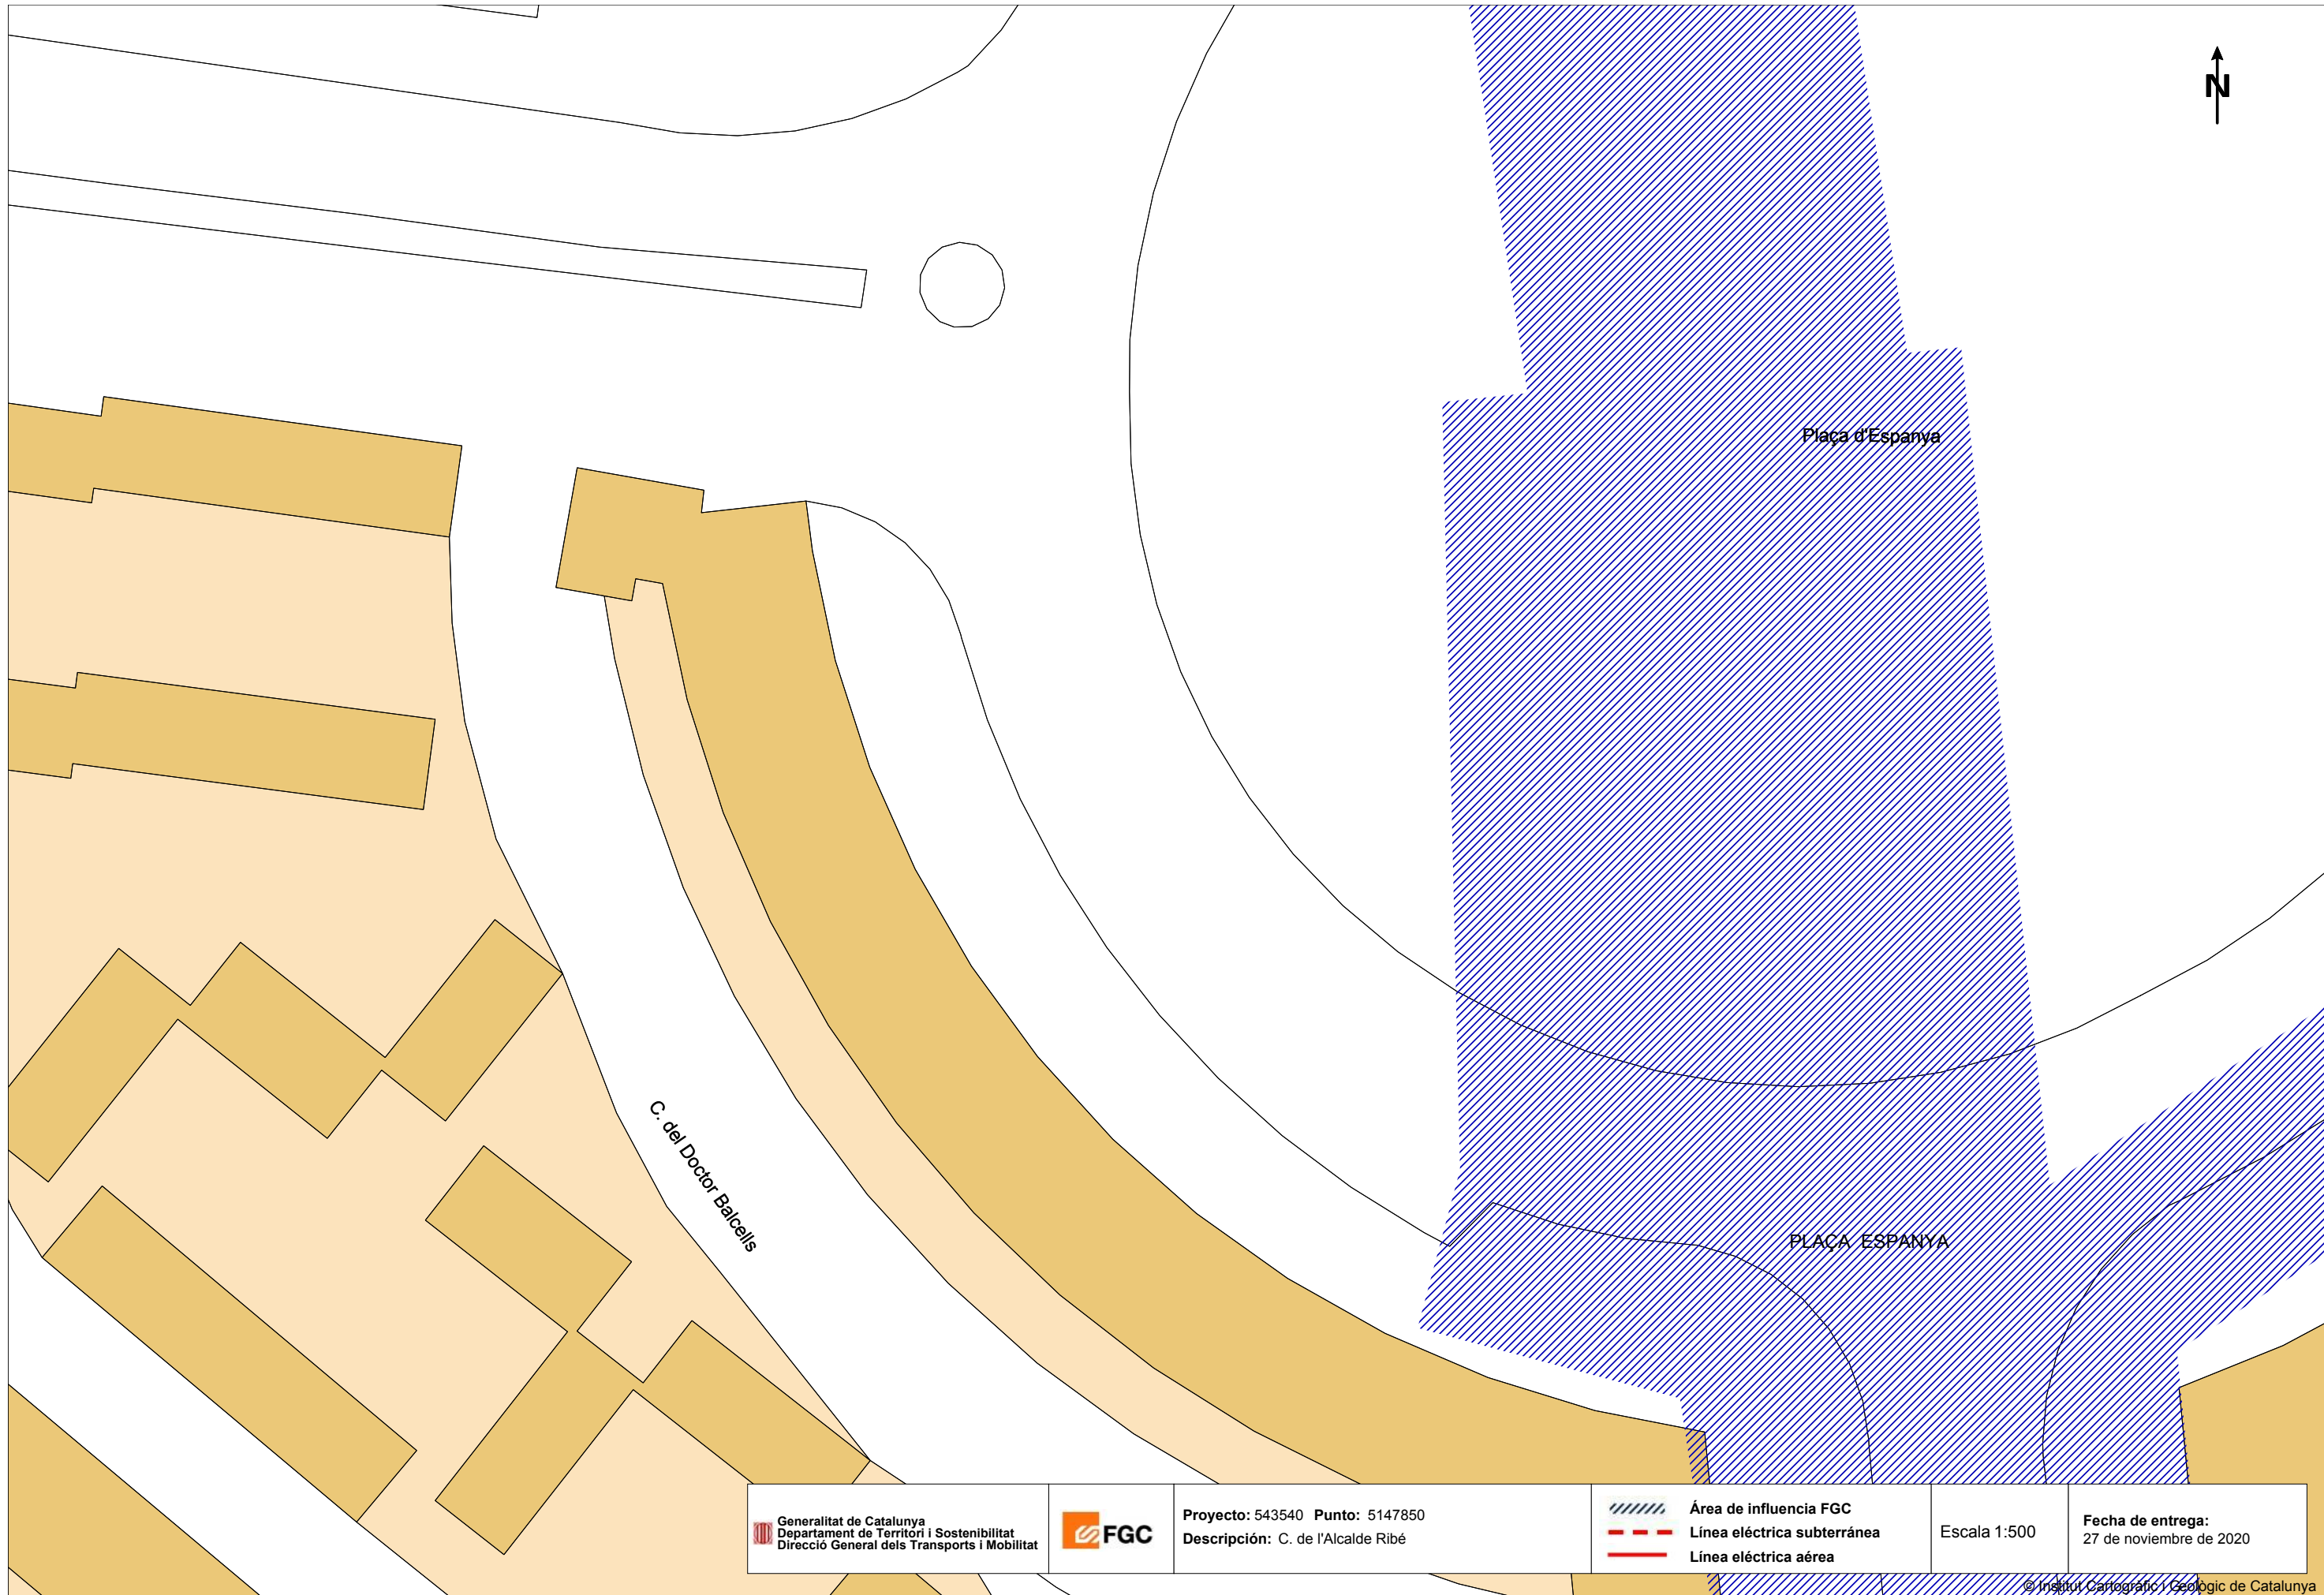 N
Plaça d'Espanya
C. del Doctor Balcells
PLAÇA ESPANYA
Generalitat de Catalunya
Departament de Territori i Sostenibilitat
Direcció General dels Transports i Mobilitat
FGC
Proyecto: 543540 Punto: 5147850
Descripción: C. de l'Alcalde Ribé
Área de influencia FGC
Línea eléctrica subterránea
Línea eléctrica aérea
Escala 1:500
Fecha de entrega:
27 de noviembre de 2020
© Institut Cartogràfic i Geològic de Catalunya